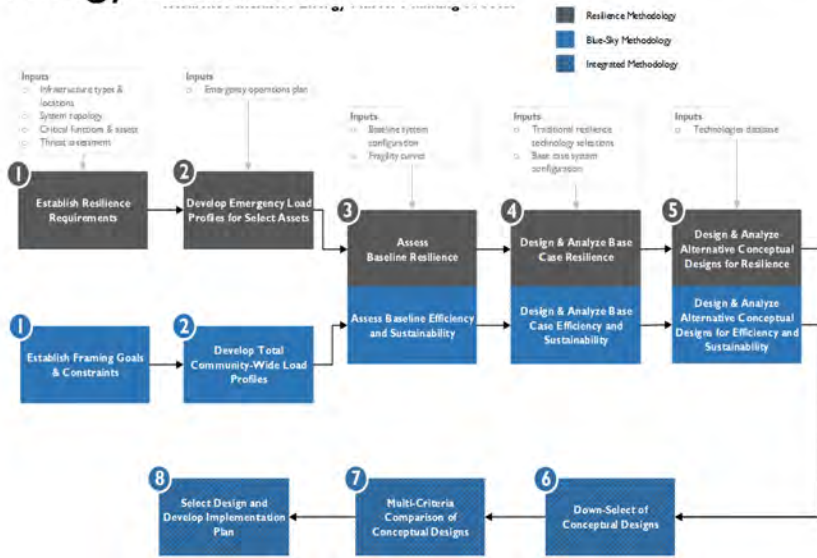 Resilience Methodology
Blue-Sky Methodology
Integrated Methodology
Inputs
○ Infrastructure types &
locations
○ System topology
○ Critical functions & assest
○ Threat assessment
Inputs
○ Emergency operations plan
Inputs
○ Baseline system
configuration
○ Fragility curves
Inputs
○ Traditional resilience
technology selections
○ Base case system
configuration
Inputs
○ Technologies database
1
Establish Resilience
Requirements
2
Develop Emergency Load
Profiles for Select Assets
3
Assess
Baseline Resilience
4
Design & Analyze Base
Case Resilience
5
Design & Analyze
Alternative Conceptual
Designs for Resilience
1
Establish Framing Goals
& Constraints
2
Develop Total
Community-Wide Load
Profiles
Assess Baseline Efficiency
and Sustainability
Design & Analyze Base
Case Efficiency and
Sustainability
Design & Analyze
Alternative Conceptual
Designs for Efficiency and
Sustainability
8
Select Design and
Develop Implementation
Plan
7
Multi-Criteria
Comparison of
Conceptual Designs
6
Down-Select of
Conceptual Designs